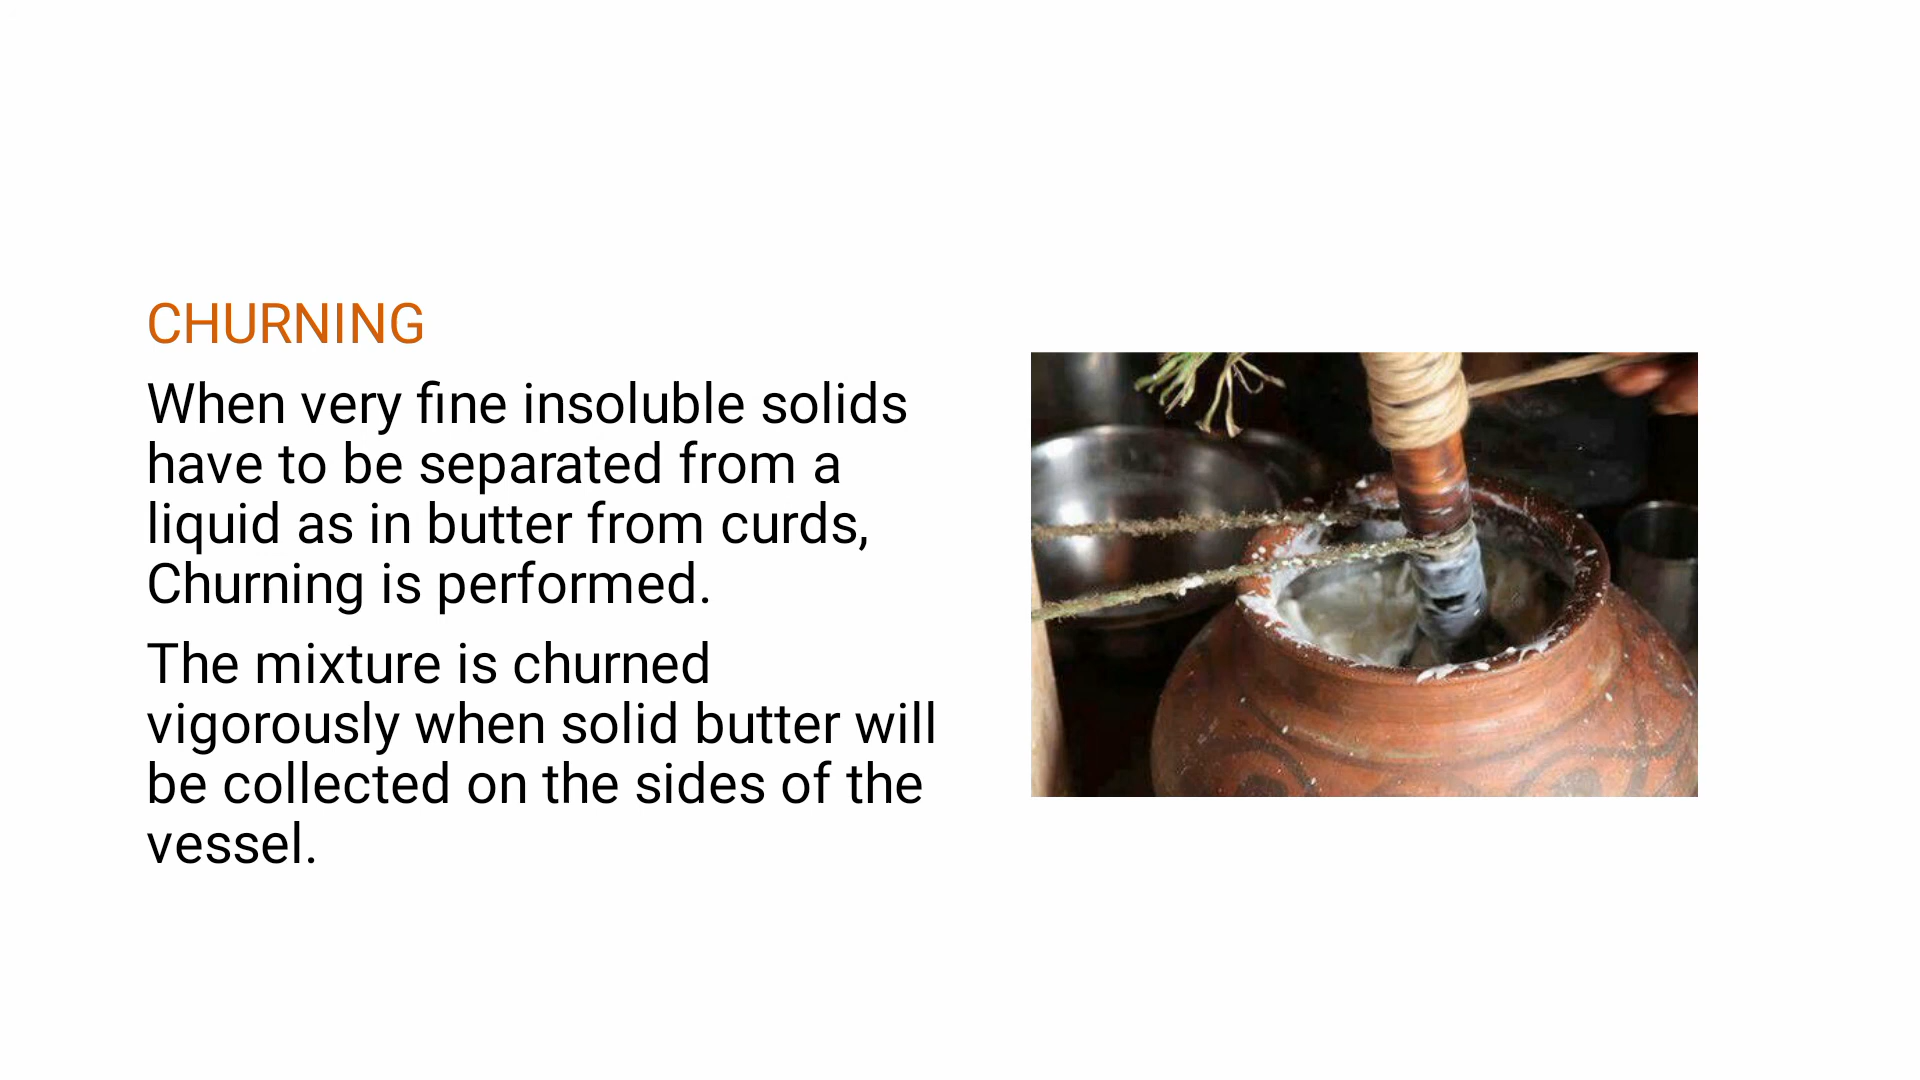 CHURNING
When very fine insoluble solids
have to be separated from a
liquid as in butter from curds,
Churning is performed.
The mixture is churned
vigorously when solid butter will
be collected on the sides of the
vessel.